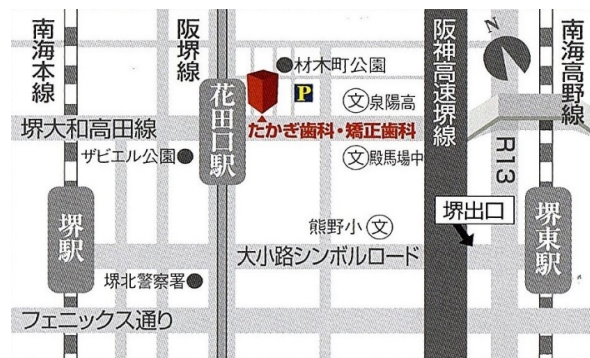 南海本線
阪堺線
材木町公園
P
文泉陽高
阪神高速堺線
N
南海高野線
堺大和高田線
花田口駅
たかぎ歯科・矯正歯科
ザビエル公園
文殿馬場中
R13
堺駅
熊野小文
堺出口
堺東駅
大小路シンボルロード
堺北警察署
フェニックス通り